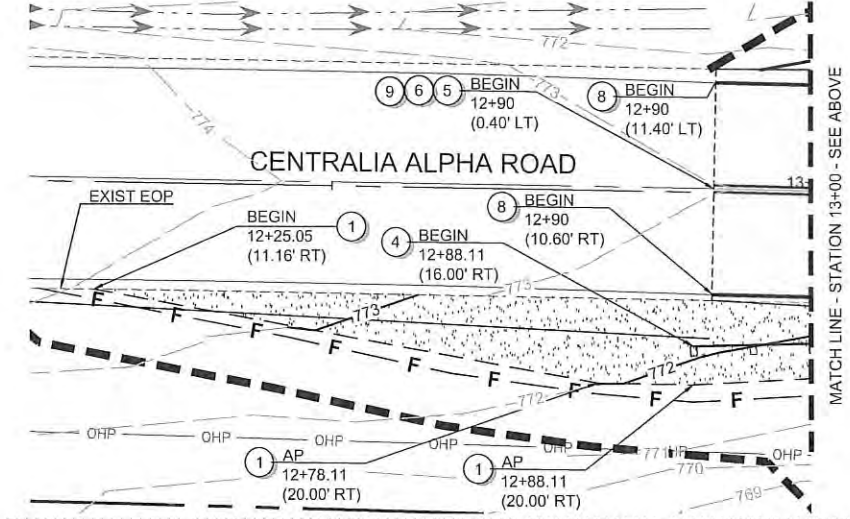 772
9 6 5 BEGIN
12+90
(0.40' LT)
773
8 BEGIN
12+90
(11.40' LT)
774
CENTRALIA ALPHA ROAD
13
EXIST EOP
BEGIN 1
12+25.05
(11.16' RT)
8 BEGIN
12+90
(10.60' RT)
4 BEGIN
12+88.11
(16.00' RT)
773
F
773
F
F
F
772
F
F
F
F
F
772
OHP OHP OHP OHP OHP
771
OHP
770
769
1 AP
12+78.11
(20.00' RT)
1 AP
12+88.11
(20.00' RT)
MATCH LINE - STATION 13+00 - SEE ABOVE